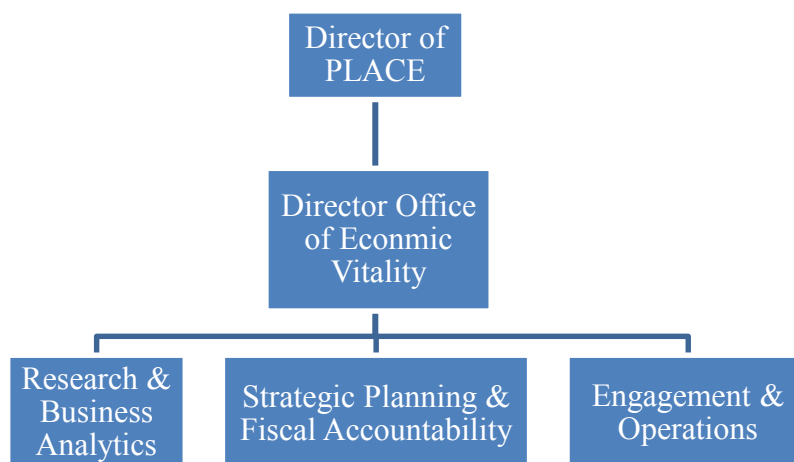 Director of
PLACE
Director Office
of Econmic
Vitality
Research &
Business
Analytics
Strategic Planning &
Fiscal Accountability
Engagement &
Operations